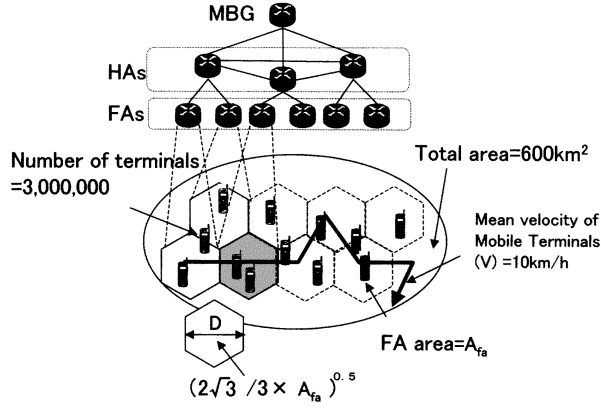 MBG
HAs
FAs
Number of terminals
=3,000,000
Total area=600km²
Mean velocity of
Mobile Terminals
(V) =10km/h
D
FA area=Afa
(2√3 /3× Afa )^0.5